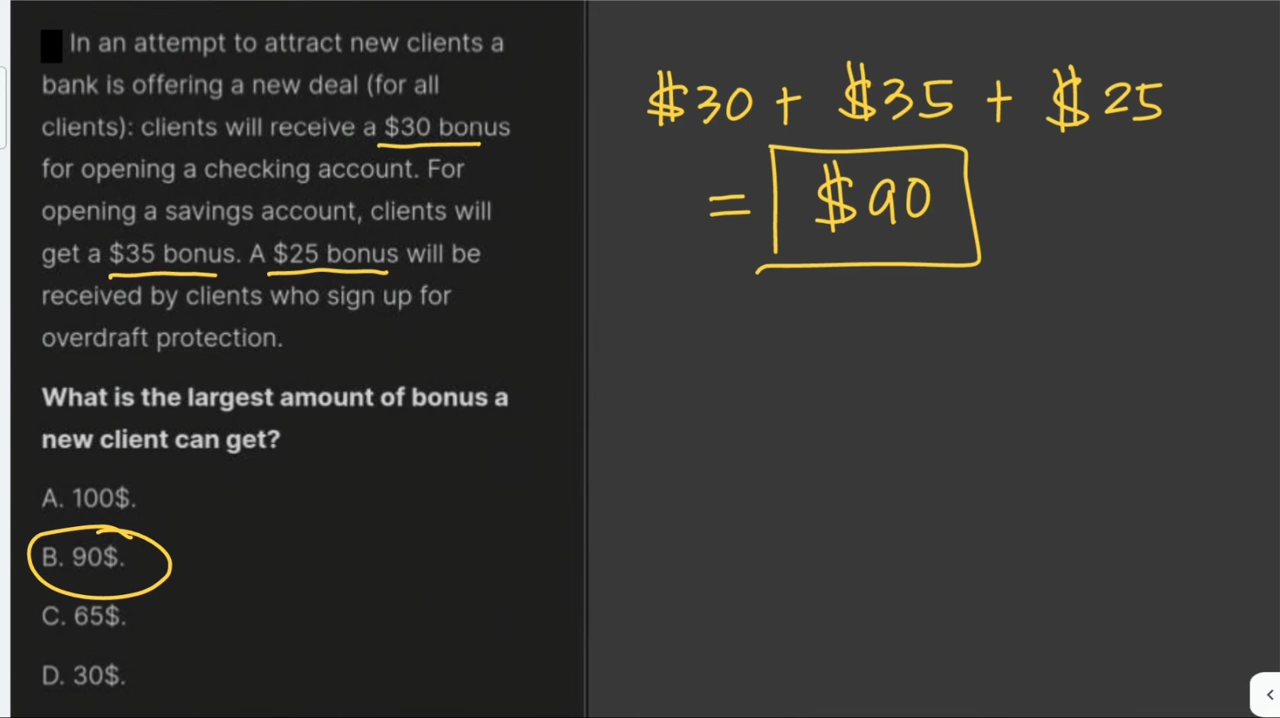 In an attempt to attract new clients a
bank is offering a new deal (for all
clients): clients will receive a $30 bonus
for opening a checking account. For
opening a savings account, clients will
get a $35 bonus. A $25 bonus will be
received by clients who sign up for
overdraft protection.
What is the largest amount of bonus a
new client can get?
A. 100$.
B. 90$.
C. 65$.
D. 30$.
$30 + $35 + $25
= $90